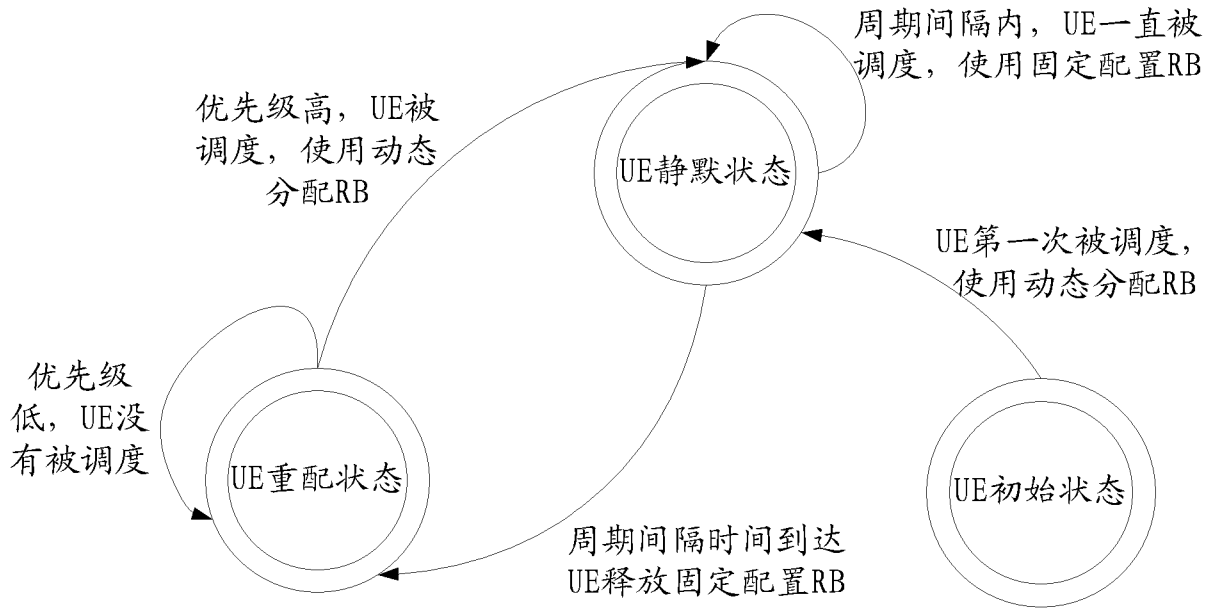 周期间隔内，UE一直被
调度，使用固定配置RB
优先级高，UE被
调度，使用动态
分配RB
UE静默状态
UE第一次被调度，
使用动态分配RB
优先级
低，UE没
有被调度
UE重配状态
UE初始状态
周期间隔时间到达
UE释放固定配置RB